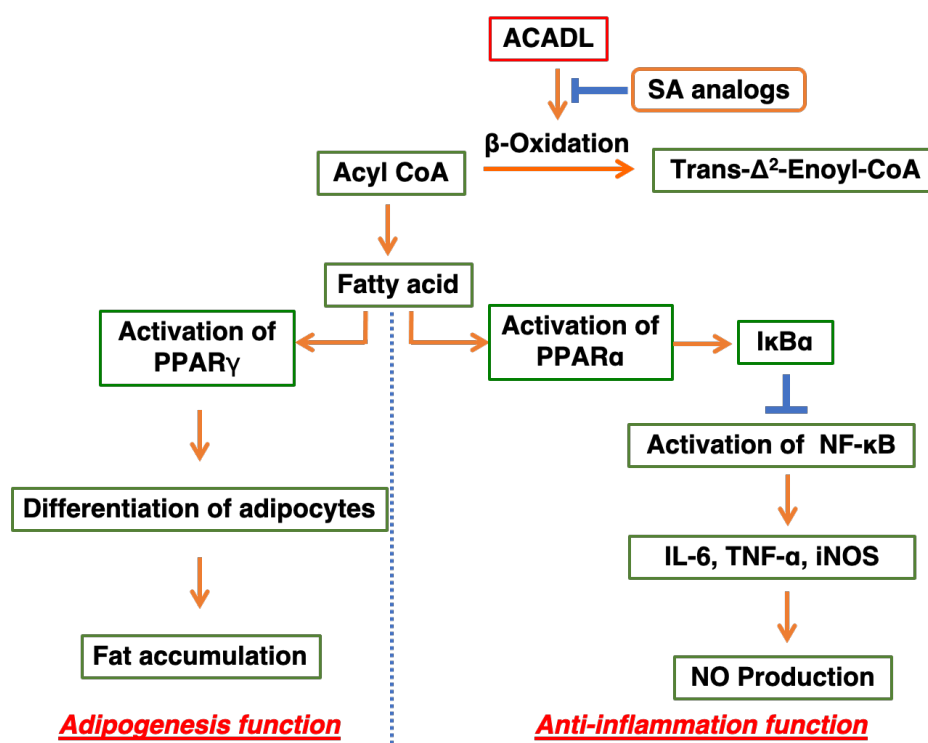 ACADL
SA analogs
β-Oxidation
Acyl CoA
Trans-Δ²-Enoyl-CoA
Fatty acid
Activation of
PPARγ
Activation of
PPARα
IκBα
Activation of NF-κB
Differentiation of adipocytes
IL-6, TNF-α, iNOS
Fat accumulation
NO Production
Adipogenesis function
Anti-inflammation function